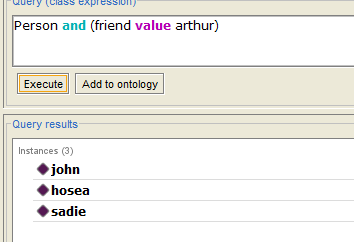 Query (class expression)
Person and (friend value arthur)
Execute Add to ontology
Query results
Instances (3)
john
hosea
sadie